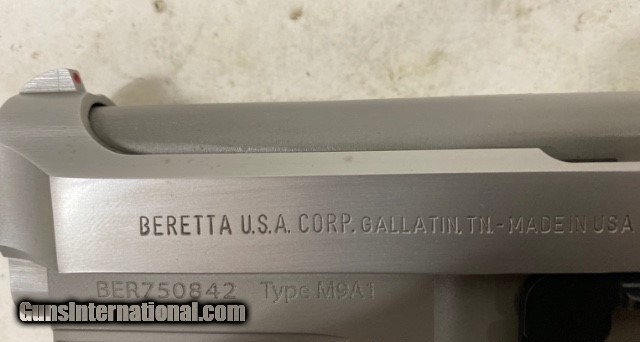 BERETTA U.S.A. CORP. GALLATIN, TN - MADE IN USA
BER750842 Type M9A1
GunsInternational.com